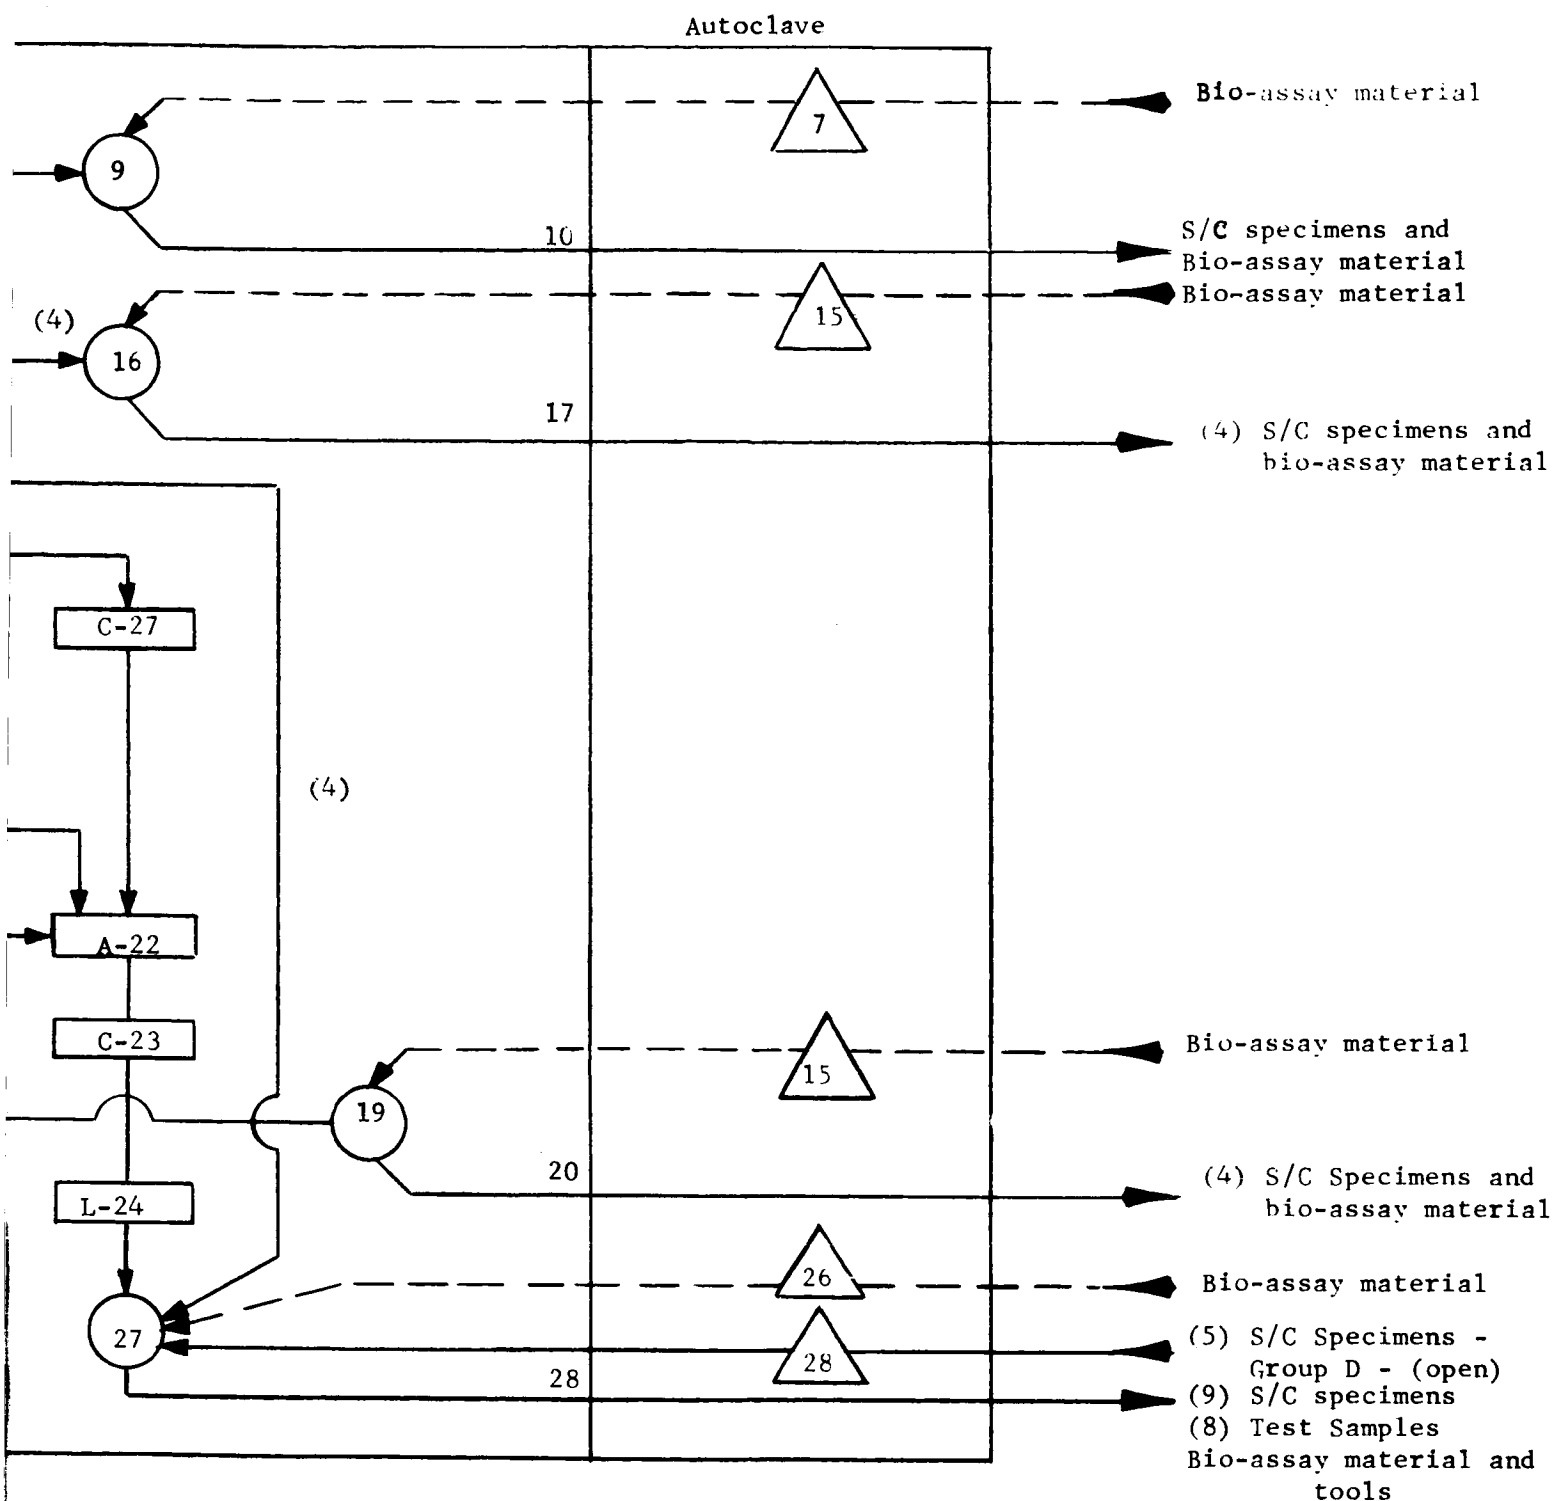 Autoclave
Bio-assay material
7
9
10
S/C specimens and
Bio-assay material
Bio-assay material
(4)
15
16
17
(4) S/C specimens and
bio-assay material
C-27
(4)
A-22
C-23
Bio-assay material
15
19
20
(4) S/C Specimens and
bio-assay material
L-24
26
Bio-assay material
27
28
(5) S/C Specimens -
Group D - (open)
28
(9) S/C specimens
(8) Test Samples
Bio-assay material and
tools